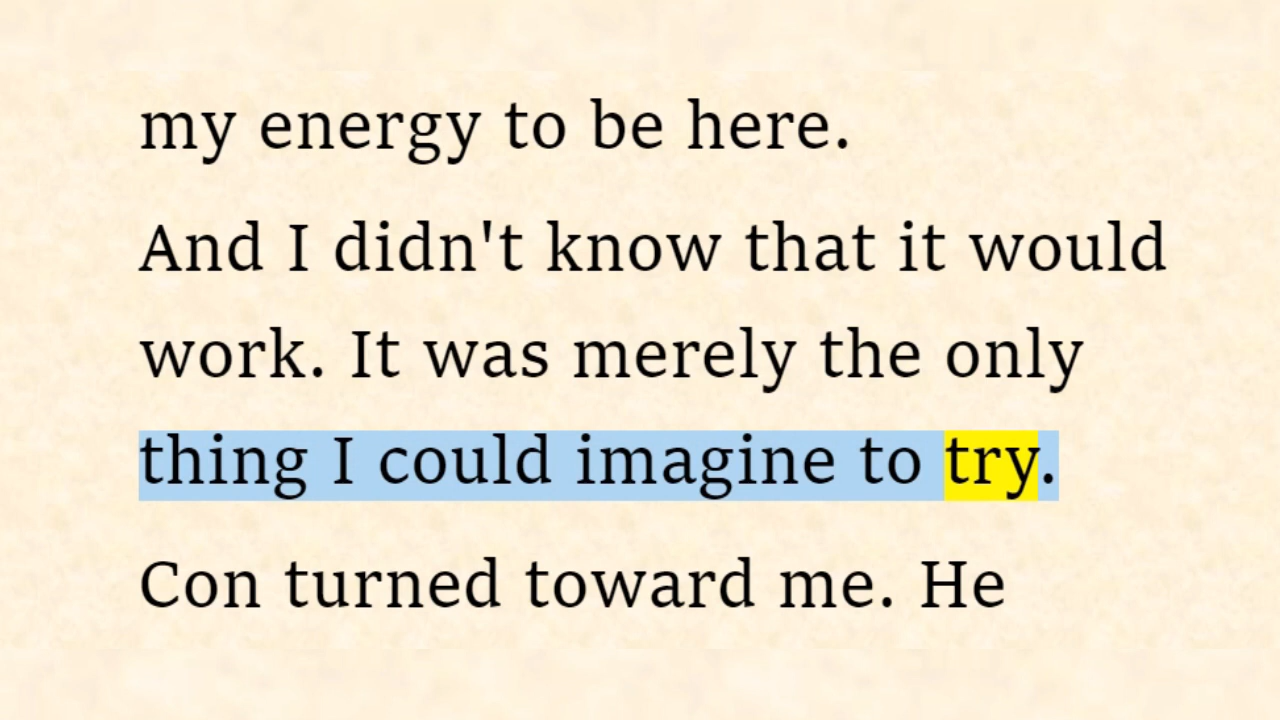 my energy to be here.
And I didn't know that it would
work. It was merely the only
thing I could imagine to try.
Con turned toward me. He